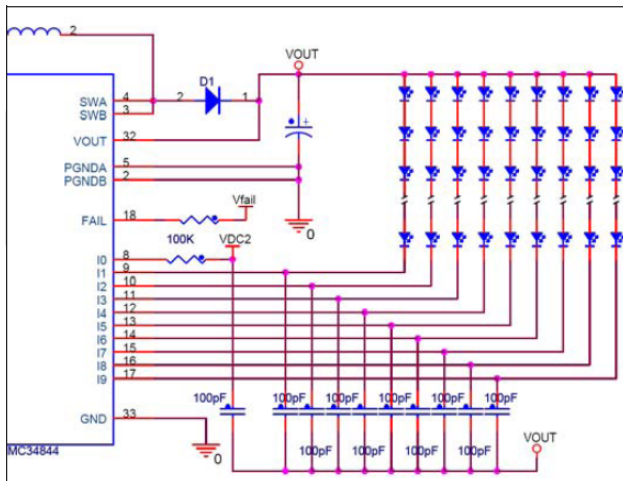 2
VOUT
D1
SWA 4 2 1
SWB 3
VOUT 32
PGNDA 5
PGNDB 2
Vfail
FAIL 18
100K VDC2 0
I0 8
I1 9
I2 10
I3 11
I4 12
I5 13
I6 14
I7 15
I8 16
I9 17
100pF 100pF 100pF 100pF 100pF 100pF
GND 33
VOUT
100pF 100pF 100pF 100pF
MC34844 0